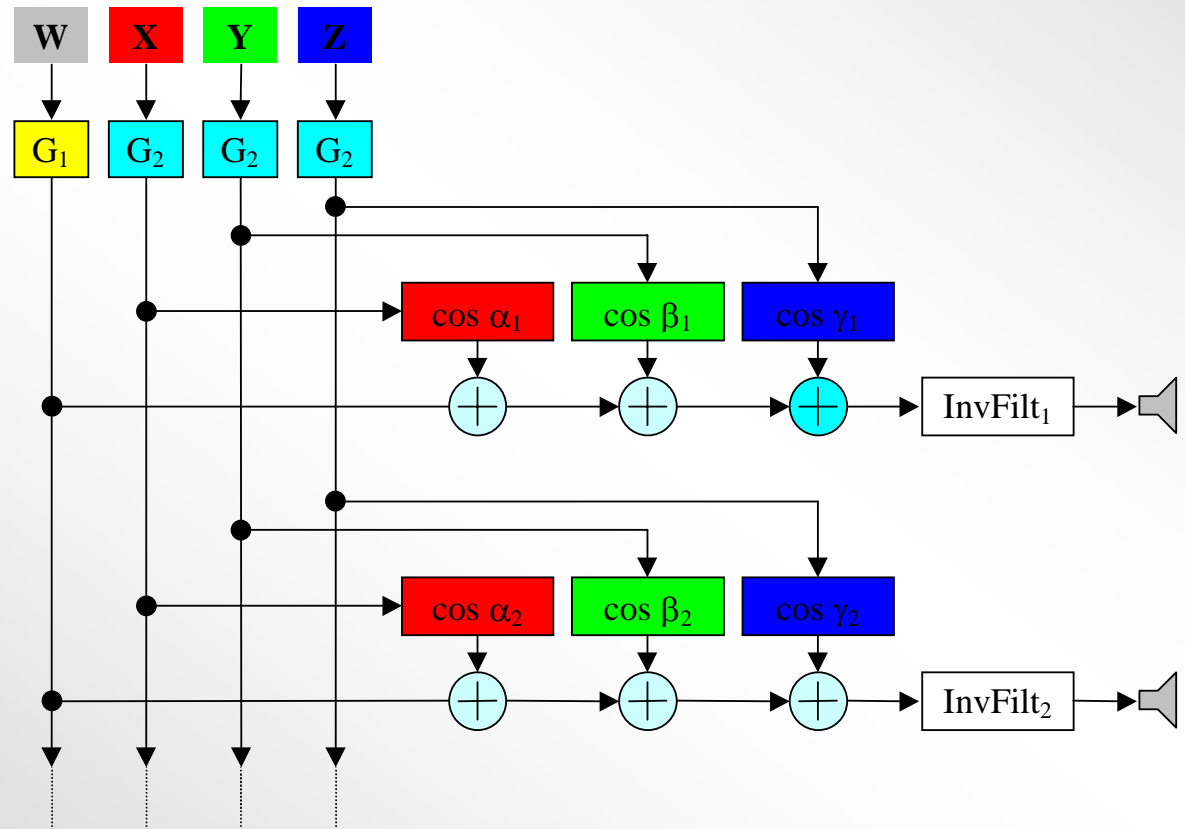 W X Y Z
G₁ G₂ G₂ G₂
cos α₁ cos β₁ cos γ₁
InvFilt₁
cos α₂ cos β₂ cos γ₂
InvFilt₂